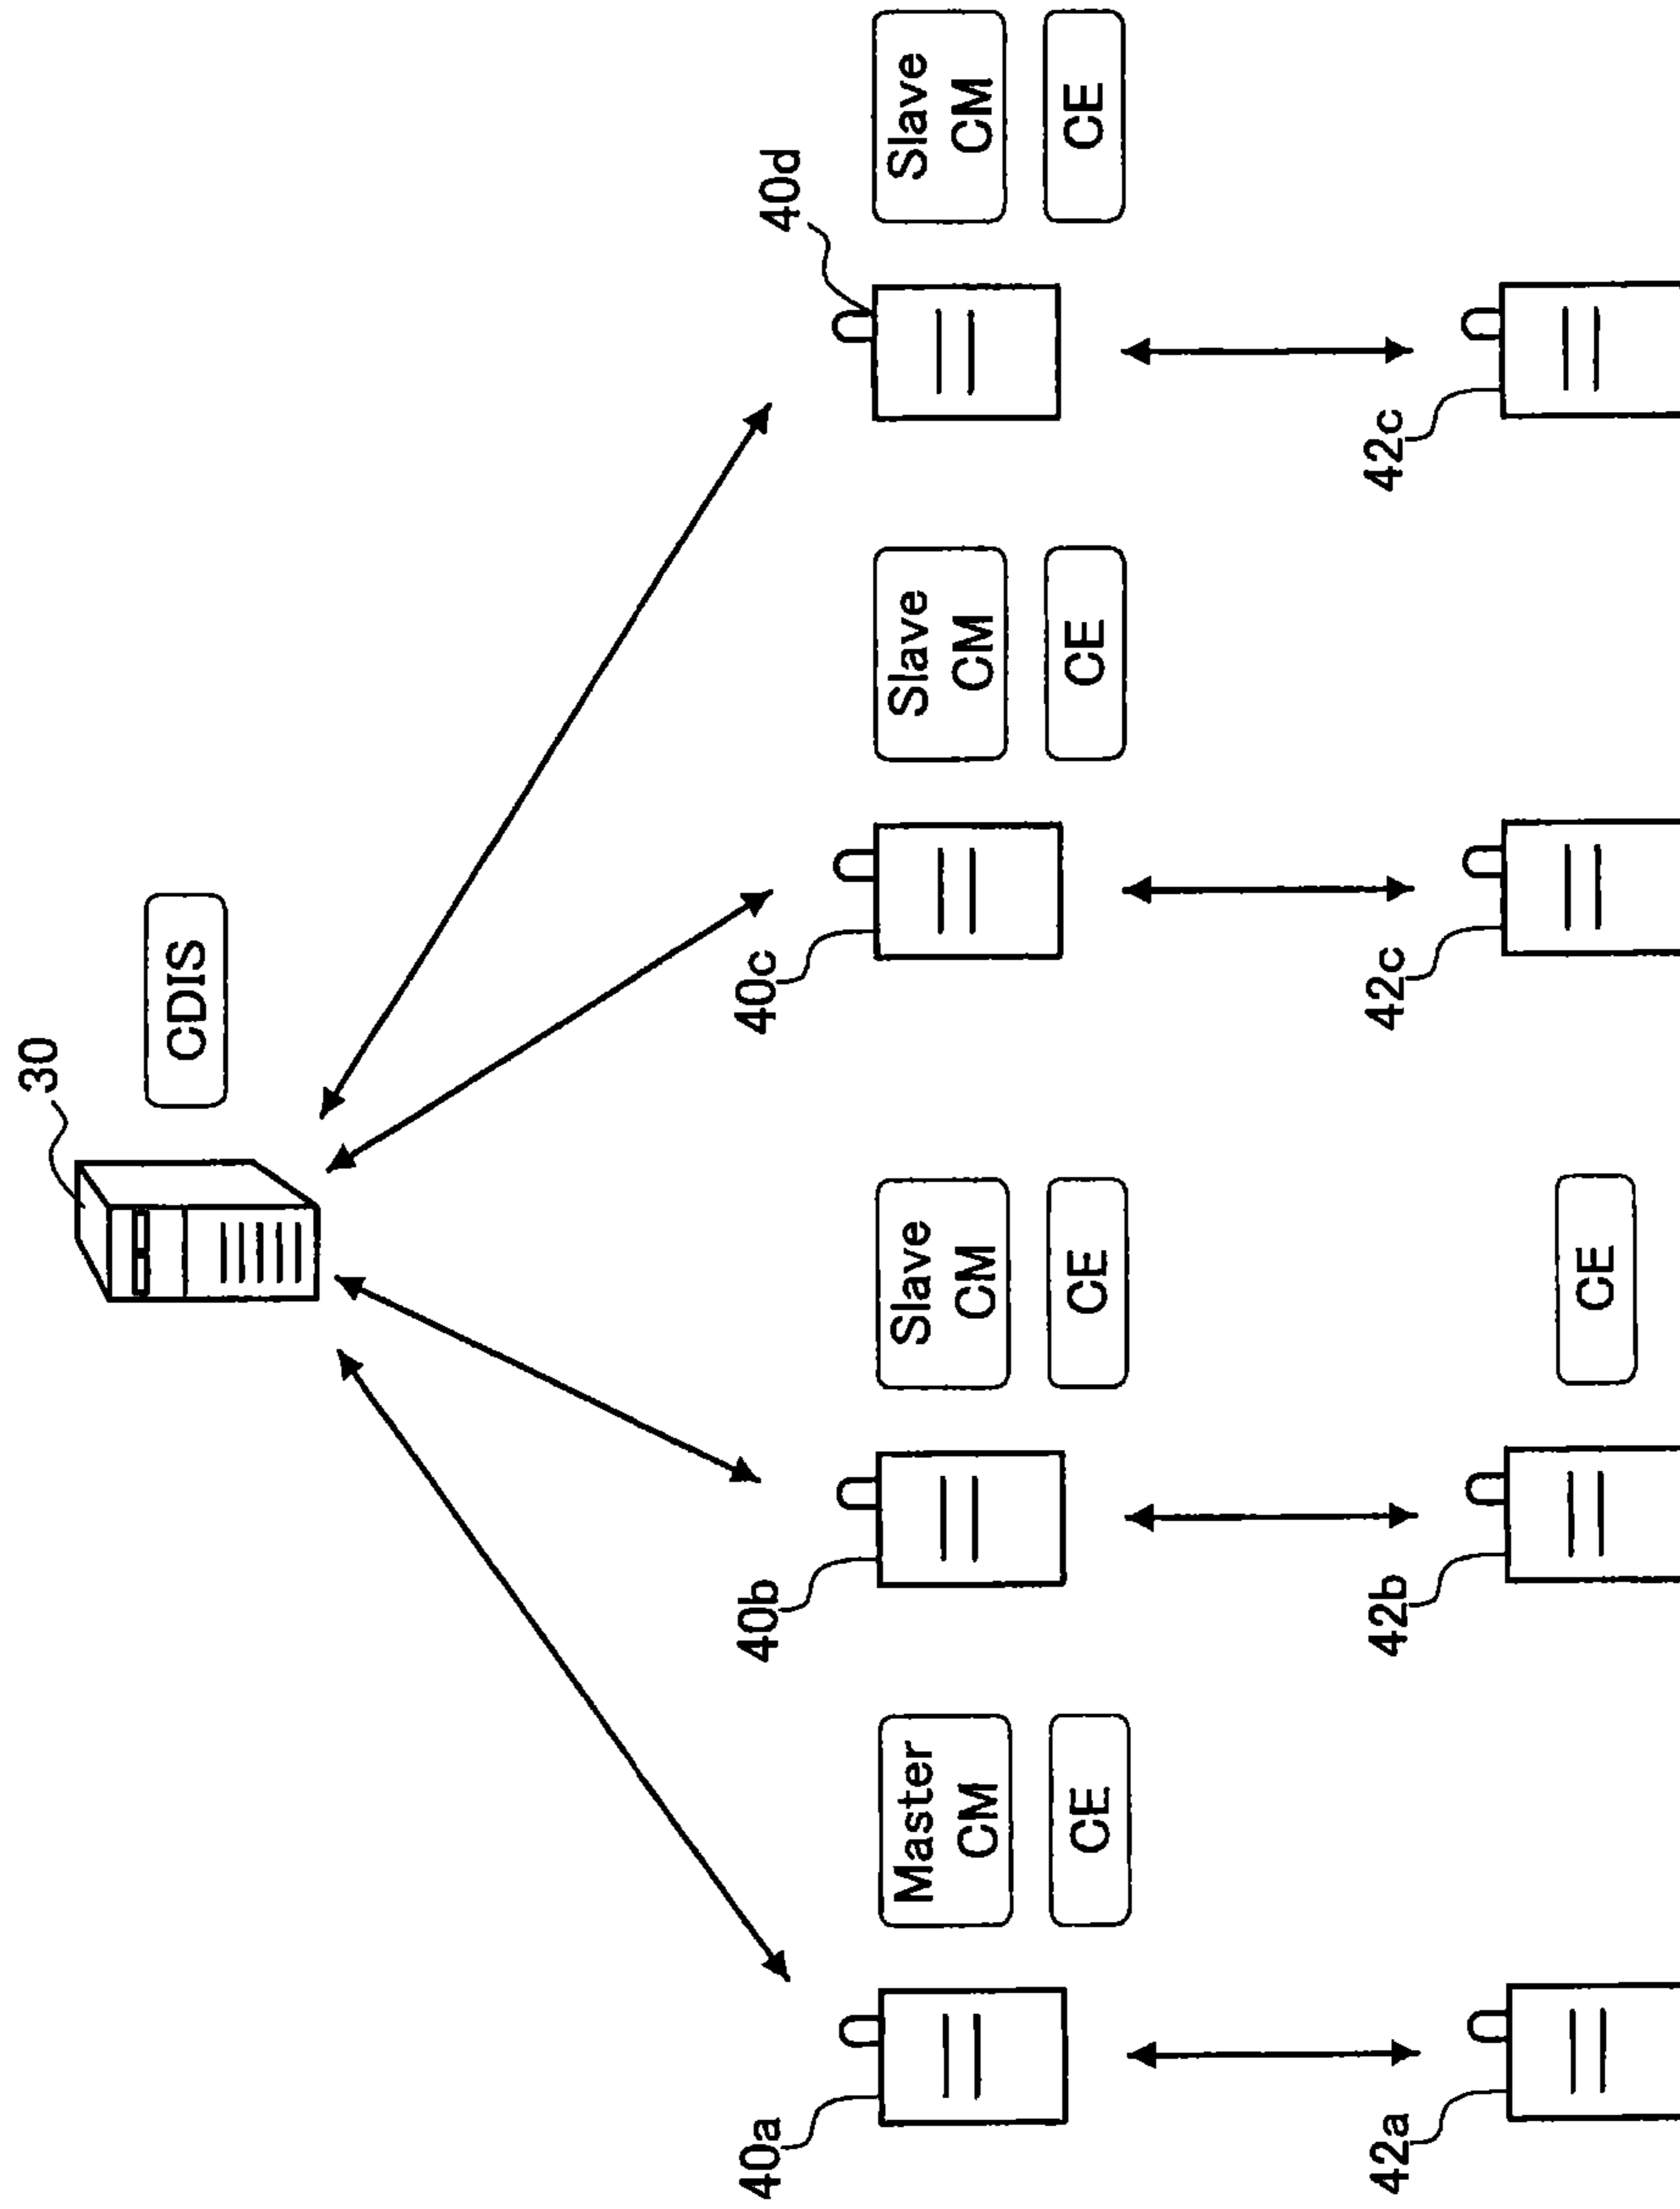 30
CDIS
40a
Master
CM
CE
40b
Slave
CM
CE
40c
Slave
CM
CE
40d
Slave
CM
CE
42a
42b
CE
42c
42c